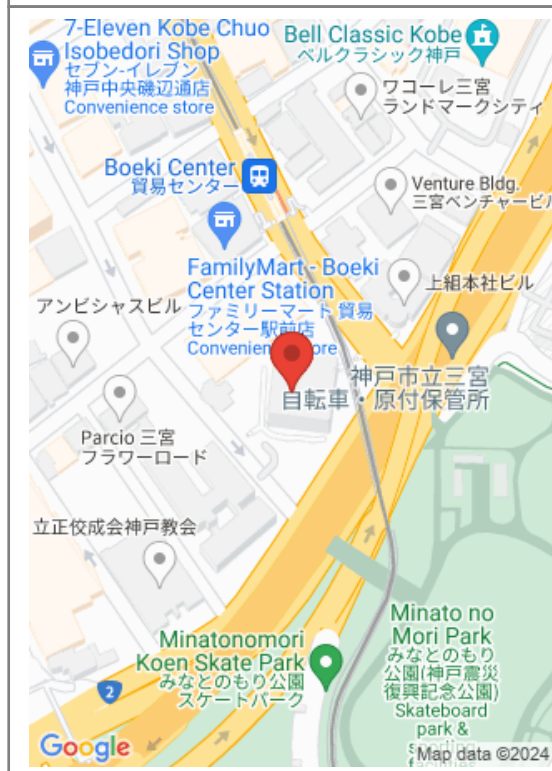 7-Eleven Kobe Chuo
Isobedori Shop
セブン-イレブン
神戸中央磯辺通店
Convenience store
Bell Classic Kobe
ベルクラシック神戸
ワコーレ三宮
ランドマークシティ
Boeki Center
貿易センター
Venture Bldg.
三宮ベンチャービル
FamilyMart - Boeki
Center Station
ファミリーマート 貿易
センター駅前店
Convenien ore
上組本社ビル
アンビシャスビル
神戸市立三宮
自転車・原付保管所
Parcio 三宮
フラワーロード
立正佼成会神戸教会
Minatonomori
Koen Skate Park
みなとのもり公園
スケートパーク
Minato no
Mori Park
みなとのもり
公園(神戸震災
復興記念公園)
Skateboard
park &
2
Google
Map data ©2024